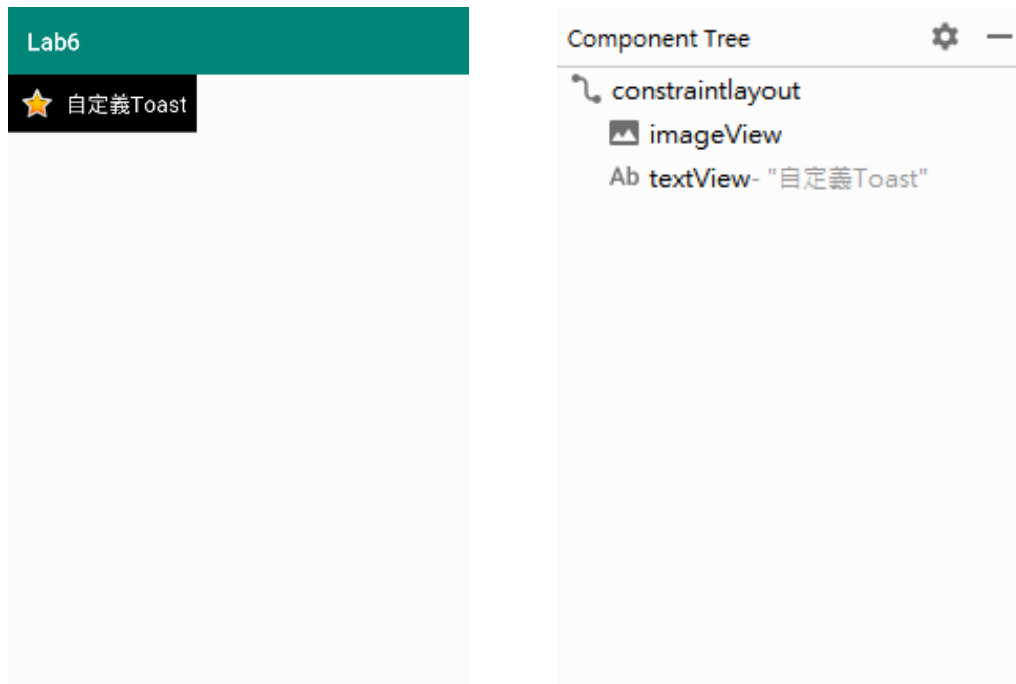 Lab6
自定義Toast
Component Tree
constraintlayout
imageView
Ab textView- "自定義Toast"